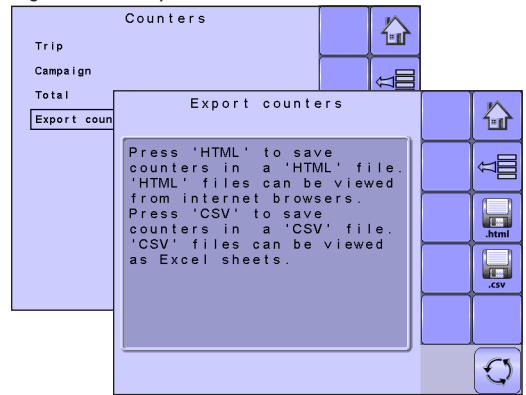 Counters
Trip
Campaign
Total
Export coun
Export counters
Press 'HTML' to save
counters in a 'HTML' file.
'HTML' files can be viewed
from internet browsers.
Press 'CSV' to save
counters in a 'CSV' file.
'CSV' files can be viewed
as Excel sheets.
.html
.csv